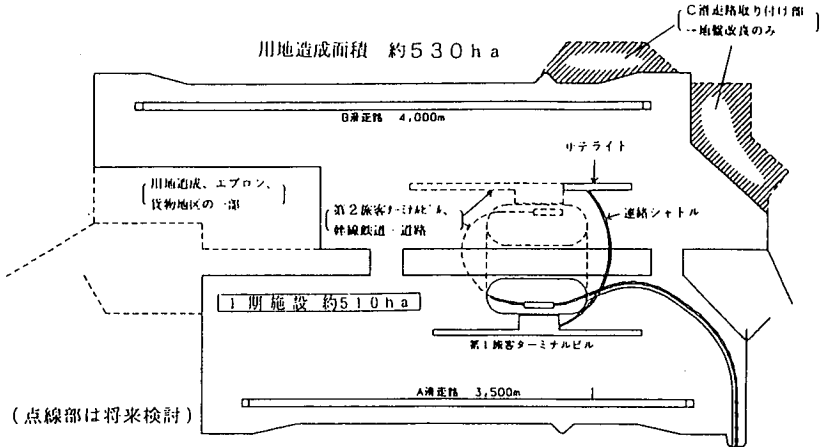 C滑走路取り付け部
→地盤改良のみ
用地造成面積 約530ha
B滑走路 4,000m
サテライト
用地造成、エプロン、
貨物地区の一部
第2旅客ターミナルビル、
幹線鉄道・道路
連絡シャトル
1期施設 約510ha
第1旅客ターミナルビル
A滑走路 3,500m
(点線部は将来検討)